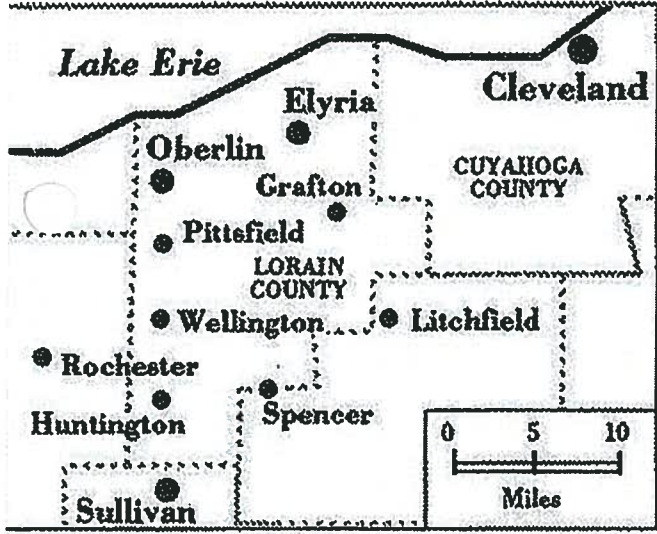 Lake Erie
Cleveland
Elyria
Oberlin
CUYAHOGA
COUNTY
Grafton
Pittsfield
LORAIN
COUNTY
Wellington
Litchfield
Rochester
Spencer
Huntington
0 5 10
Miles
Sullivan